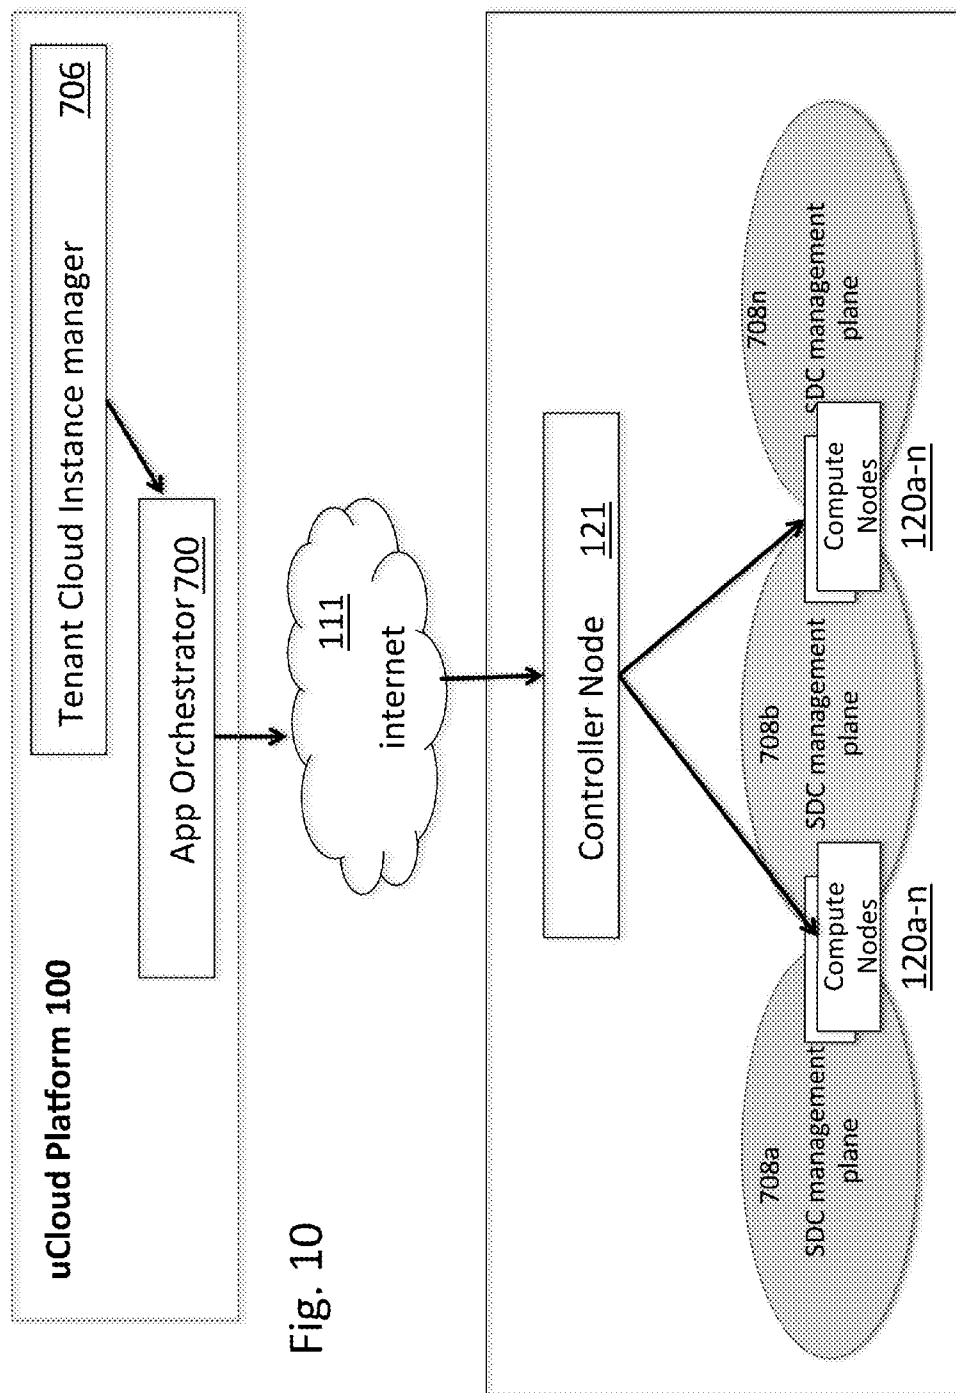 uCloud Platform 100
Tenant Cloud Instance manager 706
App Orchestrator 700
111
internet
Fig. 10
Controller Node 121
708a
SDC management
plane
708b
SDC management
plane
708n
SDC management
plane
Compute
Nodes
120a-n
Compute
Nodes
120a-n